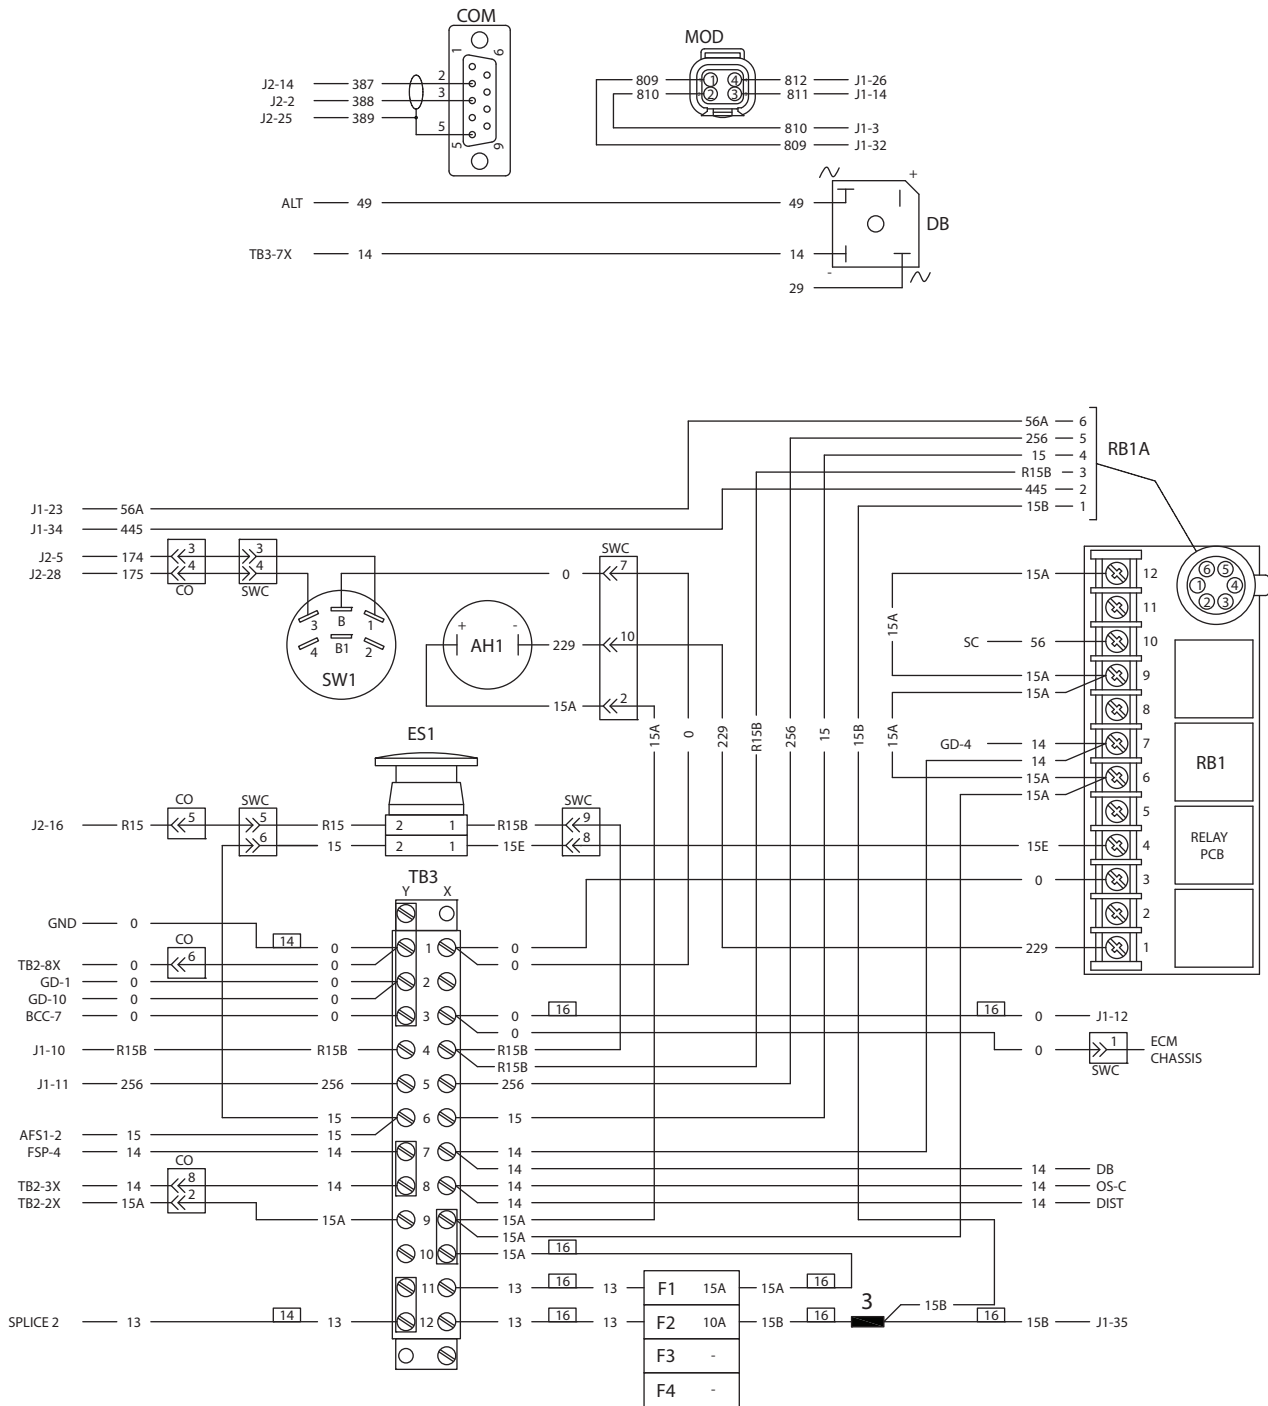 COM
1 6
2
3
5
5 9
J2-14 387
J2-2 388
J2-25 389
MOD
809 1 4 812 J1-26
810 2 3 811 J1-14
810 J1-3
809 J1-32
ALT 49 49
+
DB
TB3-7X 14 14
-
29
56A 6
256 5
15 4
R15B 3
445 2
15B 1
RB1A
J1-23 56A
J1-34 445
J2-5 174 3 3
J2-28 175 4 4
CO SWC
SWC
0 7
3 B 1
4 B1 2
SW1
+ AH1 -
229 10
15A 2
15A
0
229
R15B
256
15
15B
15A
15A
15A 12
11
SC 56 10
15A 9
15A
8
GD-4 14 7
14
15A 6
15A
5
15E 4
0 3
2
229 1
6 5
1 4
2 3
RB1
RELAY
PCB
ES1
CO SWC SWC
J2-16 R15 5 5 R15 2 1 R15B 9
6 15 2 1 15E 8
TB3
Y X
GND 0 14 0 1 0
CO
TB2-8X 0 6 0 0
GD-1 0 0 2
GD-10 0 0
BCC-7 0 0 3 0 16 16 0 J1-12
0 0 1 ECM
CHASSIS
SWC
J1-10 R15B R15B 4 R15B
R15B
J1-11 256 256 5 256
15 6 15
AFS1-2 15 15
FSP-4 14 14 7 14
14 14 DB
CO
TB2-3X 14 8 14 8 14 14 OS-C
TB2-2X 15A 2 14 14 DIST
15A 9 15A
15A
10 15A 16
11 13 16 13 F1 15A 15A 16
3 15B
SPLICE 2 13 14 13 12 13 16 13 F2 10A 15B 16 16 15B J1-35
F3 -
F4 -